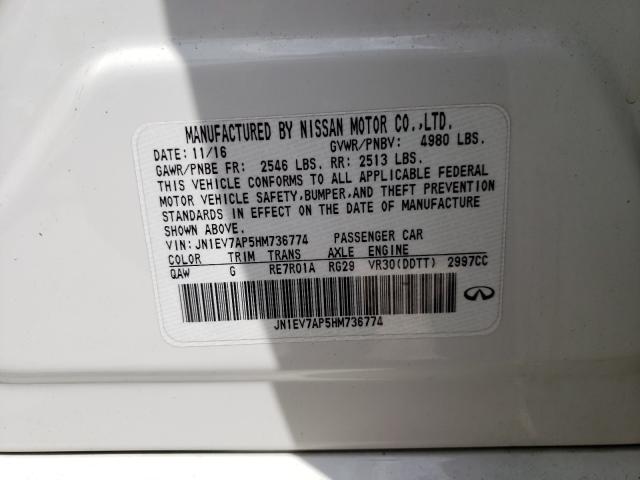 MANUFACTURED BY NISSAN MOTOR CO.,LTD.
DATE: 11/16 GVWR/PNBV: 4980 LBS.
GAWR/PNBE FR: 2546 LBS. RR: 2513 LBS.
THIS VEHICLE CONFORMS TO ALL APPLICABLE FEDERAL
MOTOR VEHICLE SAFETY,BUMPER,AND THEFT PREVENTION
STANDARDS IN EFFECT ON THE DATE OF MANUFACTURE
SHOWN ABOVE.
VIN: JN1EV7AP5HM736774 PASSENGER CAR
COLOR TRIM TRANS AXLE ENGINE
QAW G RE7R01A RG29 VR30(DDTT) 2997CC
JN1EV7AP5HM736774